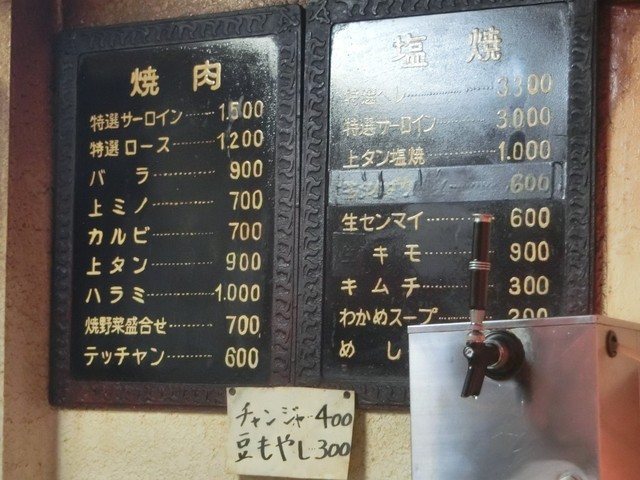 焼肉
特選サーロイン 1.500
特選ロース 1.200
バラ 900
上ミノ 700
カルビ 700
上タン 900
ハラミ 1.000
焼野菜盛合せ 700
テッチャン 600
塩焼
3.300
特選サーロイン 3.000
上タン塩焼 1.000
600
生センマイ 600
キモ 900
キムチ 300
わかめスープ
めし
チャンジャ 400
豆もやし 300